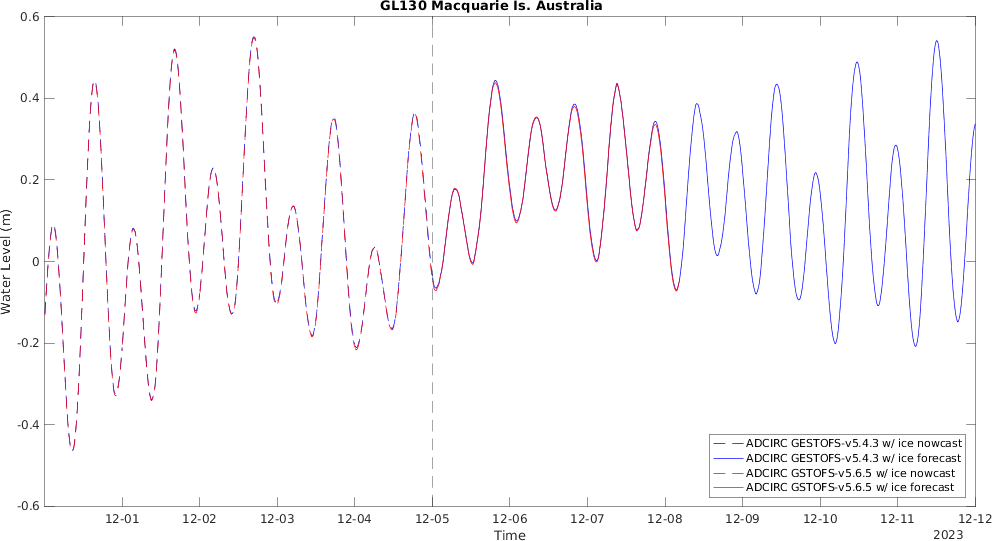 GL130 Macquarie Is. Australia
Water Level (m)
0.6
0.4
0.2
0
-0.2
-0.4
-0.6
12-01 12-02 12-03 12-04 12-05 12-06 12-07 12-08 12-09 12-10 12-11 12-12
Time
2023
ADCIRC GESTOFS-v5.4.3 w/ ice nowcast
ADCIRC GESTOFS-v5.4.3 w/ ice forecast
ADCIRC GSTOFS-v5.6.5 w/ ice nowcast
ADCIRC GSTOFS-v5.6.5 w/ ice forecast